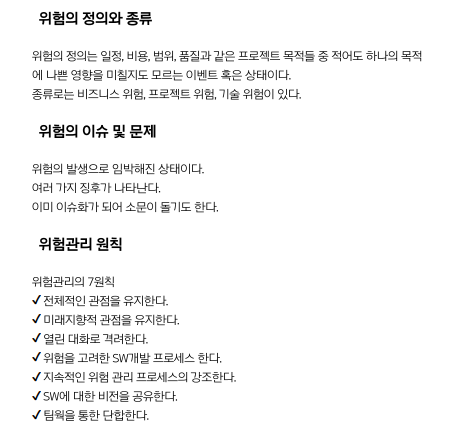 위험의 정의와 종류
위험의 정의는 일정, 비용, 범위, 품질과 같은 프로젝트 목적들 중 적어도 하나의 목적
에 나쁜 영향을 미칠지도 모르는 이벤트 혹은 상태이다.
종류로는 비즈니스 위험, 프로젝트 위험, 기술 위험이 있다.
위험의 이슈 및 문제
위험의 발생으로 임박해진 상태이다.
여러 가지 징후가 나타난다.
이미 이슈화가 되어 소문이 돌기도 한다.
위험관리 원칙
위험관리의 7원칙
✓ 전체적인 관점을 유지한다.
✓ 미래지향적 관점을 유지한다.
✓ 열린 대화로 격려한다.
✓ 위험을 고려한 SW개발 프로세스 한다.
✓ 지속적인 위험 관리 프로세스의 강조한다.
✓ SW에 대한 비전을 공유한다.
✓ 팀웍을 통한 단합한다.